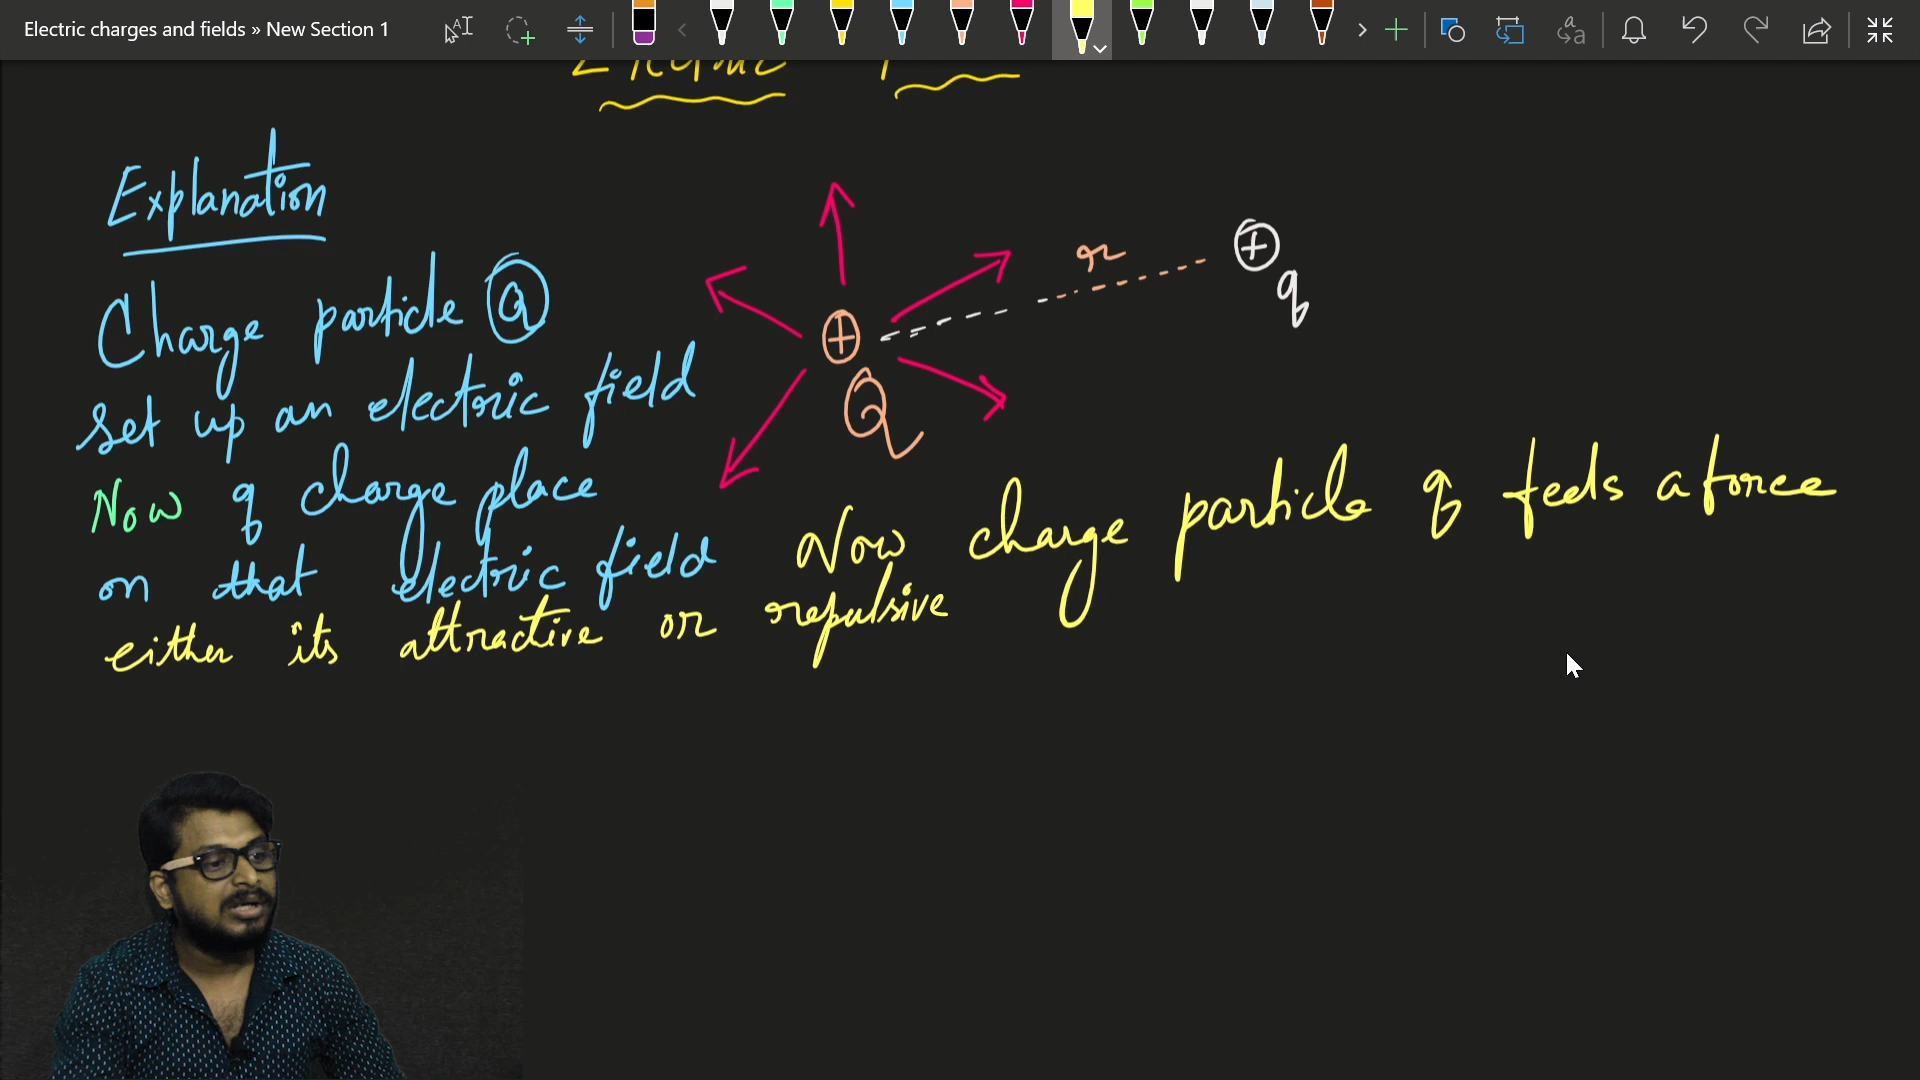 Electric charges and fields » New Section 1
Electric F
Explanation
Charge particle Q
set up an electric field
Now q charge place
on that electric field Now charge particle q feels a force
either its attractive or repulsive
r
+
q
+
Q